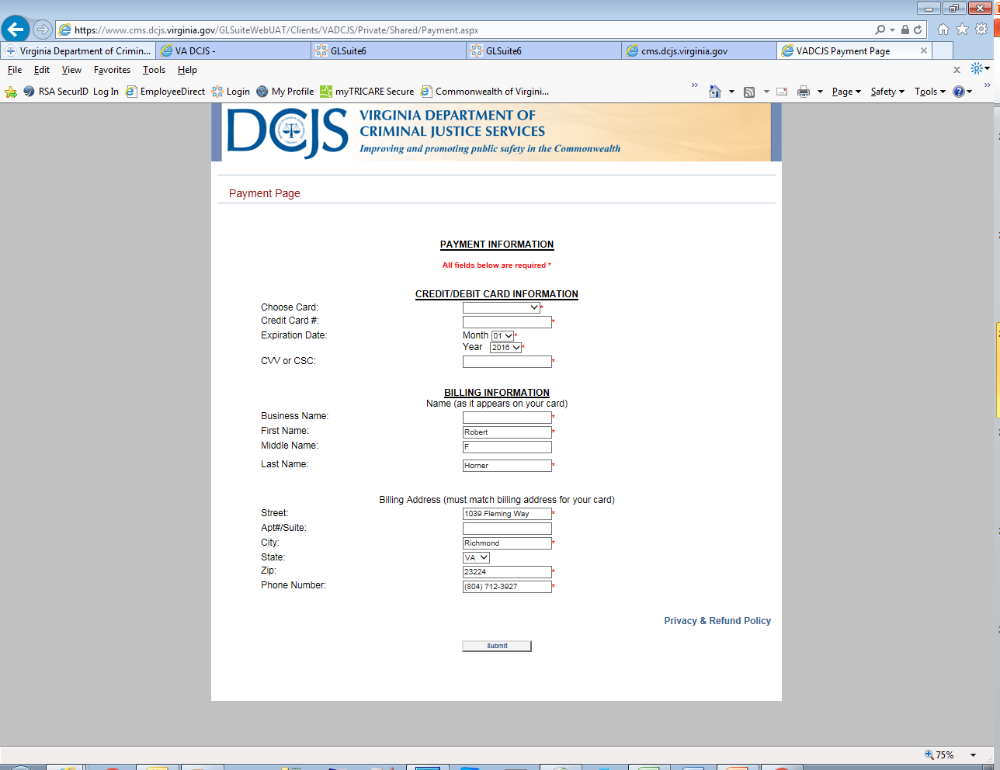 https://www.cms.dcjs.virginia.gov/GLSuiteWebUAT/Clients/VADCJS/Private/Shared/Payment.aspx
Virginia Department of Crimin... VA DCJS - GLSuite6 GLSuite6 cms.dcjs.virginia.gov VADCJS Payment Page
File Edit View Favorites Tools Help
RSA SecurID Log In EmployeeDirect Login My Profile myTRICARE Secure Commonwealth of Virgini... Page Safety Tools
DCJS
VIRGINIA DEPARTMENT OF
CRIMINAL JUSTICE SERVICES
Improving and promoting public safety in the Commonwealth
Payment Page
PAYMENT INFORMATION
All fields below are required *
CREDIT/DEBIT CARD INFORMATION
Choose Card: *
Credit Card #: *
Expiration Date: Month 01 *
Year 2016 *
CVV or CSC: *
BILLING INFORMATION
Name (as it appears on your card)
Business Name: *
First Name: Robert *
Middle Name: F
Last Name: Horner *
Billing Address (must match billing address for your card)
Street: 1039 Fleming Way *
Apt#/Suite:
City: Richmond *
State: VA
Zip: 23224 *
Phone Number: (804) 712-3927 *
Privacy & Refund Policy
Submit
75%